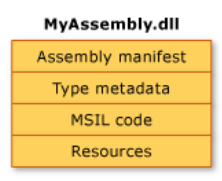 MyAssembly.dll
Assembly manifest
Type metadata
MSIL code
Resources